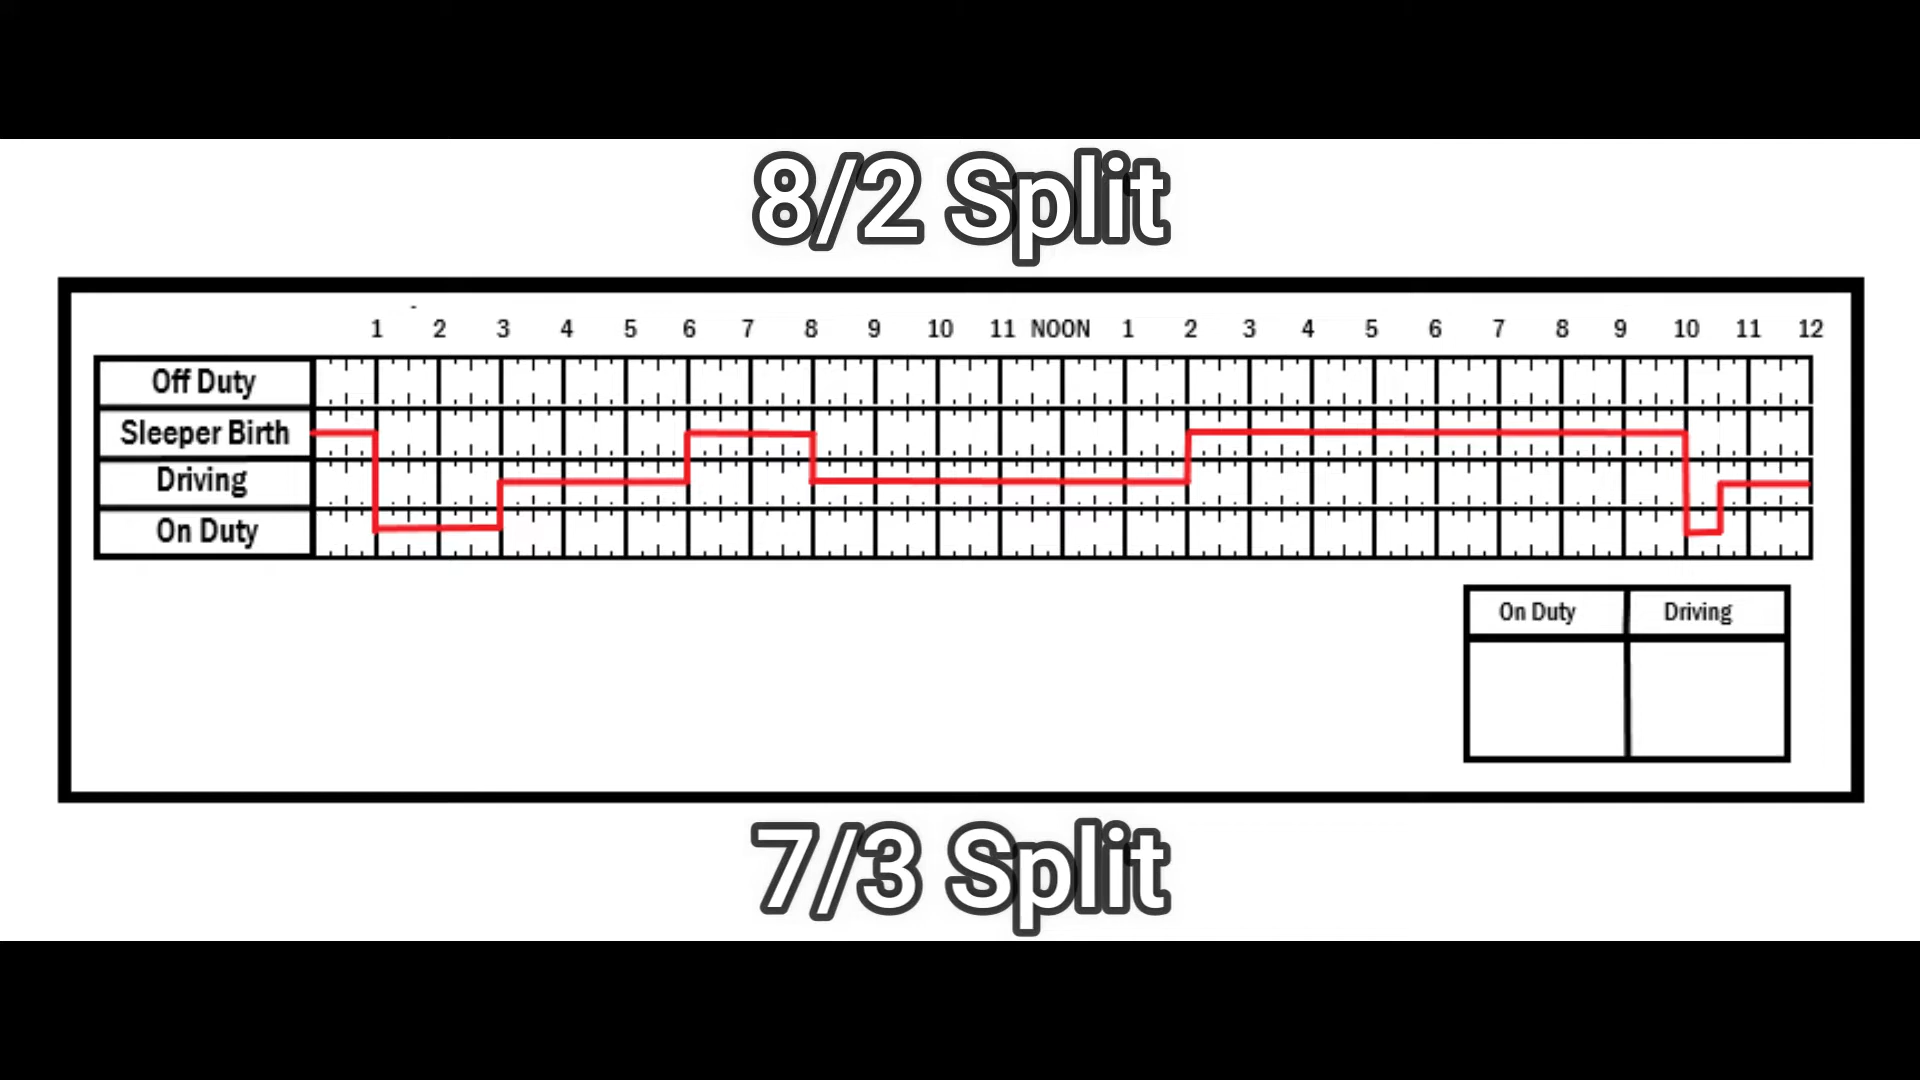 8/2 Split
1 2 3 4 5 6 7 8 9 10 11 NOON 1 2 3 4 5 6 7 8 9 10 11 12
Off Duty
Sleeper Birth
Driving
On Duty
On Duty Driving
7/3 Split